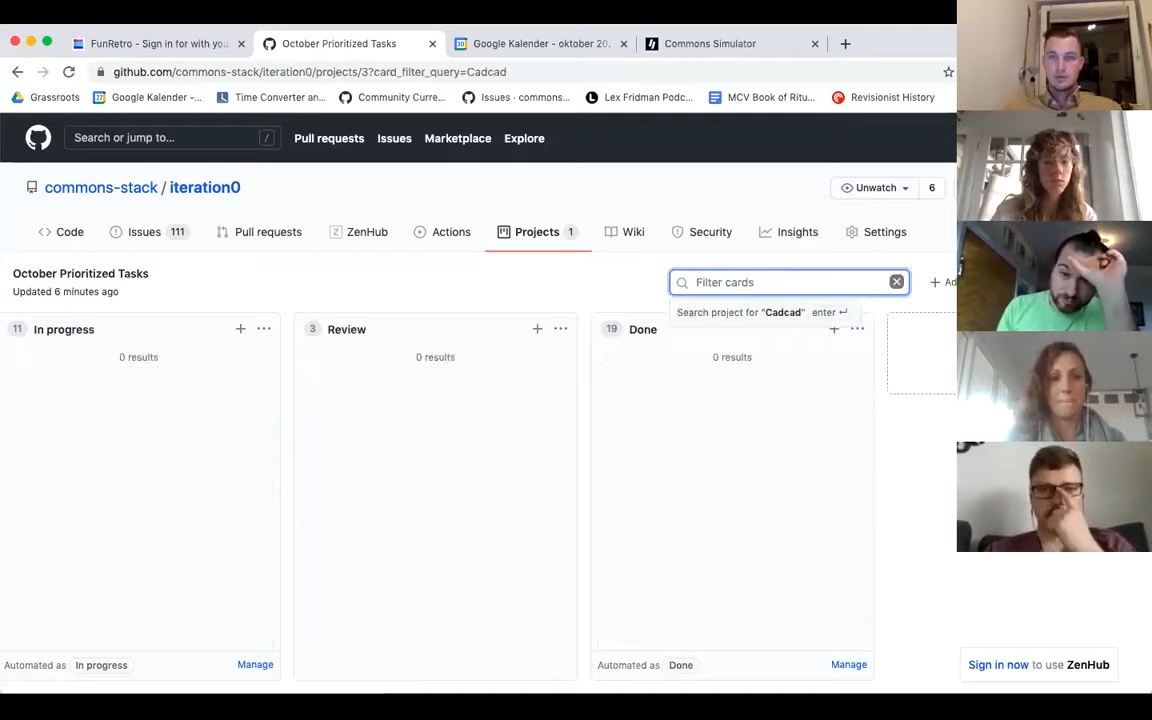 FunRetro - Sign in for with you
October Prioritized Tasks
Google Kalender - oktober 20.
Commons Simulator
github.com/commons-stack/iteration0/projects/3?card_filter_query=Cadcad
Grassroots
Google Kalender -...
Time Converter an...
Community Curre...
Issues · commons...
Lex Fridman Podc...
MCV Book of Ritu...
Revisionist History
Search or jump to...
/
Pull requests
Issues
Marketplace
Explore
commons-stack / iteration0
Unwatch
6
Code
Issues 111
Pull requests
ZenHub
Actions
Projects 1
Wiki
Security
Insights
Settings
October Prioritized Tasks
Updated 6 minutes ago
Filter cards
+ Ad
Search project for "Cadcad" enter ↵
11 In progress
3 Review
19 Done
0 results
0 results
0 results
Automated as In progress
Manage
Automated as Done
Manage
Sign in now to use ZenHub